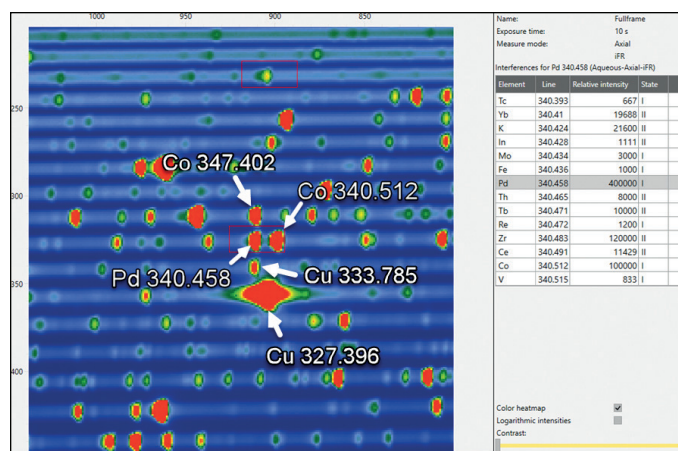 1000 950 900 850
250
300
350
400
Co 347.402
Co 340.512
Pd 340.458
Cu 333.785
Cu 327.396
Name: Fullframe
Exposure time: 10 s
Measure mode: Axial
iFR
Interferences for Pd 340.458 (Aqueous-Axial-iFR)
Element Line Relative intensity State
Tc 340.393 667 I
Yb 340.41 19688 II
K 340.424 21600 II
In 340.428 1111 II
Mo 340.434 3000 I
Fe 340.436 1000 I
Pd 340.458 400000 I
Th 340.465 8000 II
Tb 340.471 10000 II
Re 340.472 1200 I
Zr 340.483 120000 II
Ce 340.491 11429 II
Co 340.512 100000 I
V 340.515 833 I
Color heatmap
Logarithmic intensities
Contrast: